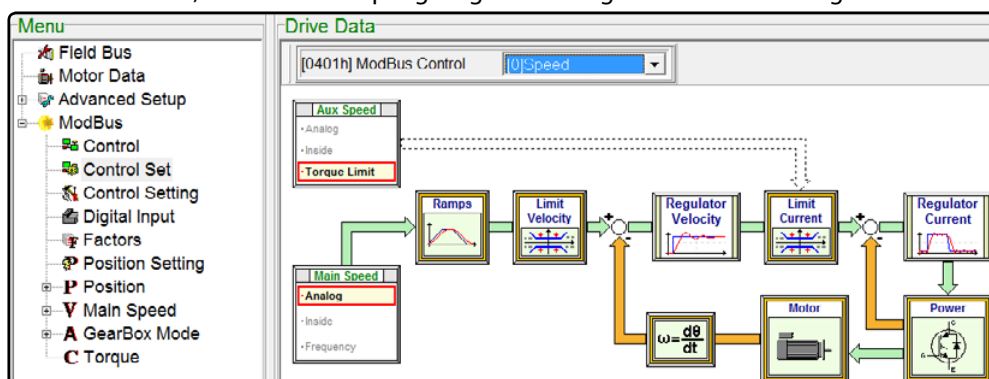 Menu
Field Bus
Motor Data
Advanced Setup
ModBus
Control
Control Set
Control Setting
Digital Input
Factors
Position Setting
P Position
V Main Speed
A GearBox Mode
C Torque
Drive Data
[0401h] ModBus Control [0]Speed
Aux Speed
Analog
Inside
Torque Limit
Ramps
Limit Velocity
Regulator Velocity
Limit Current
Regulator Current
Main Speed
Analog
Inside
Frequency
ω=dθ/dt
Motor
Power